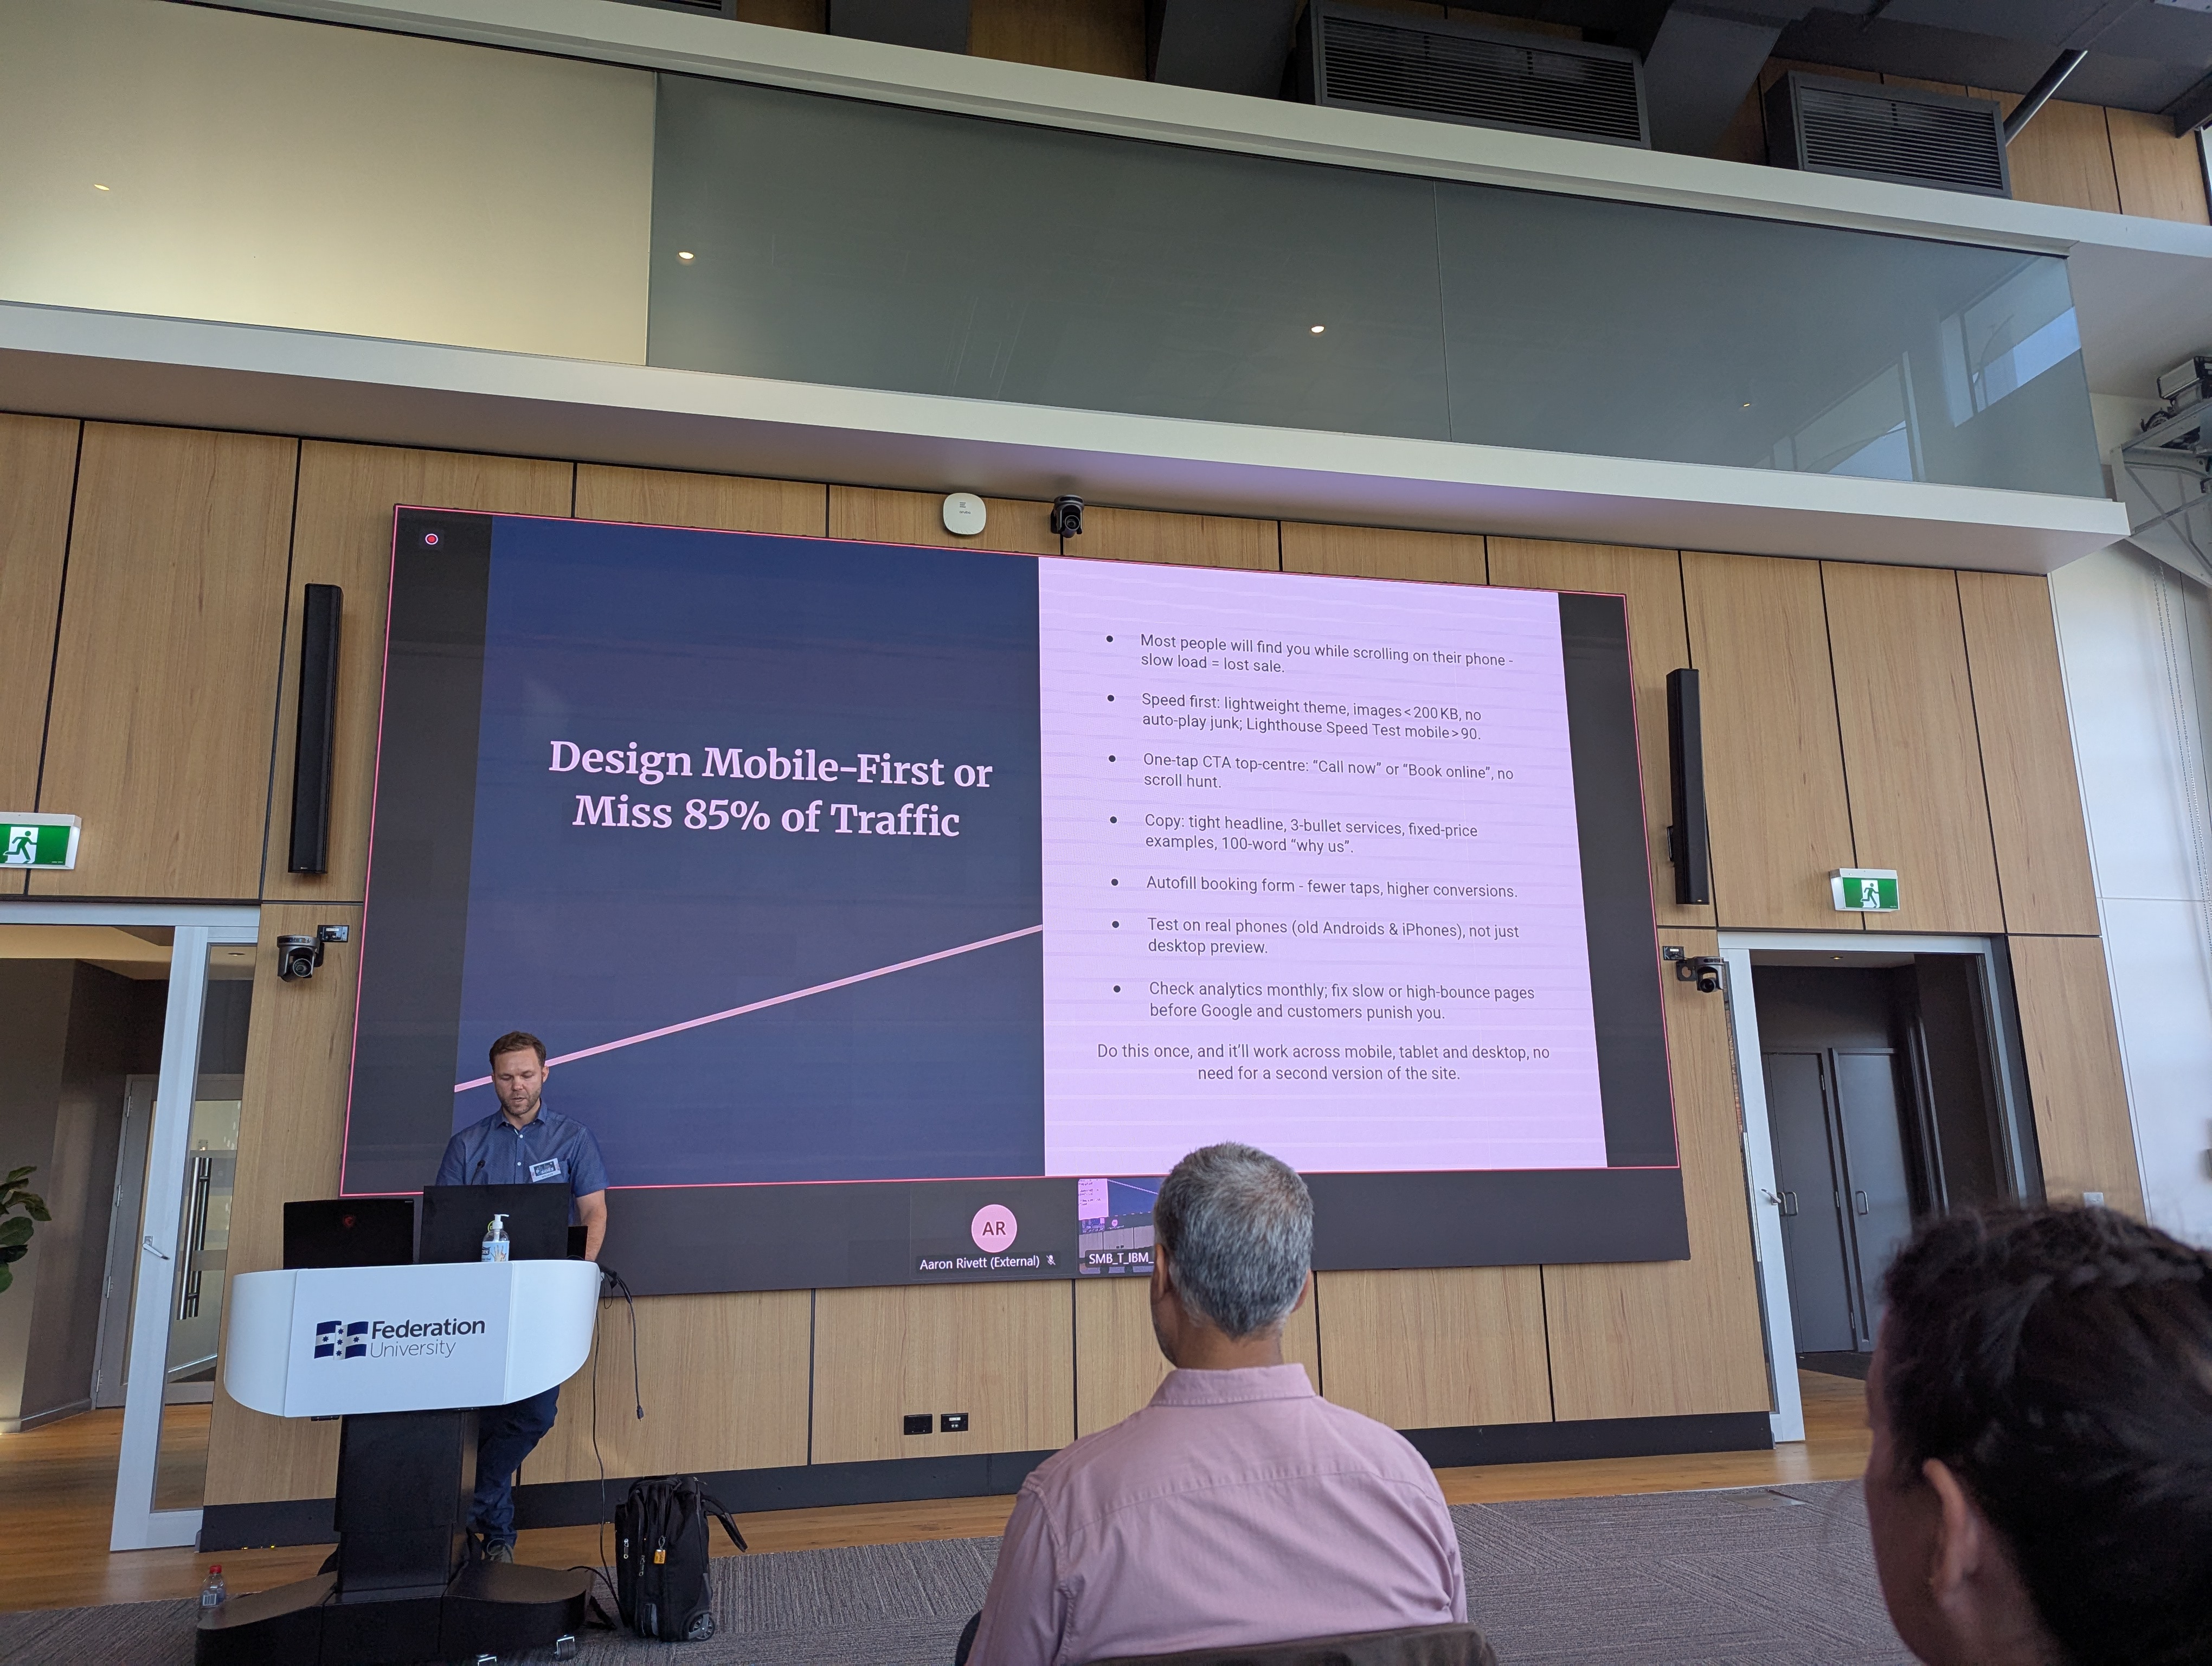 Design Mobile-First or
Miss 85% of Traffic
Most people will find you while scrolling on their phone -
slow load = lost sale.
Speed first: lightweight theme, images < 200 KB, no
auto-play junk; Lighthouse Speed Test mobile > 90.
One-tap CTA top-centre: “Call now” or “Book online”, no
scroll hunt.
Copy: tight headline, 3-bullet services, fixed-price
examples, 100-word “why us”.
Autofill booking form - fewer taps, higher conversions.
Test on real phones (old Androids & iPhones), not just
desktop preview.
Check analytics monthly; fix slow or high-bounce pages
before Google and customers punish you.
Do this once, and it’ll work across mobile, tablet and desktop, no
need for a second version of the site.
AR
Aaron Rivett (External)
SMB_T_IBM_
Federation
University